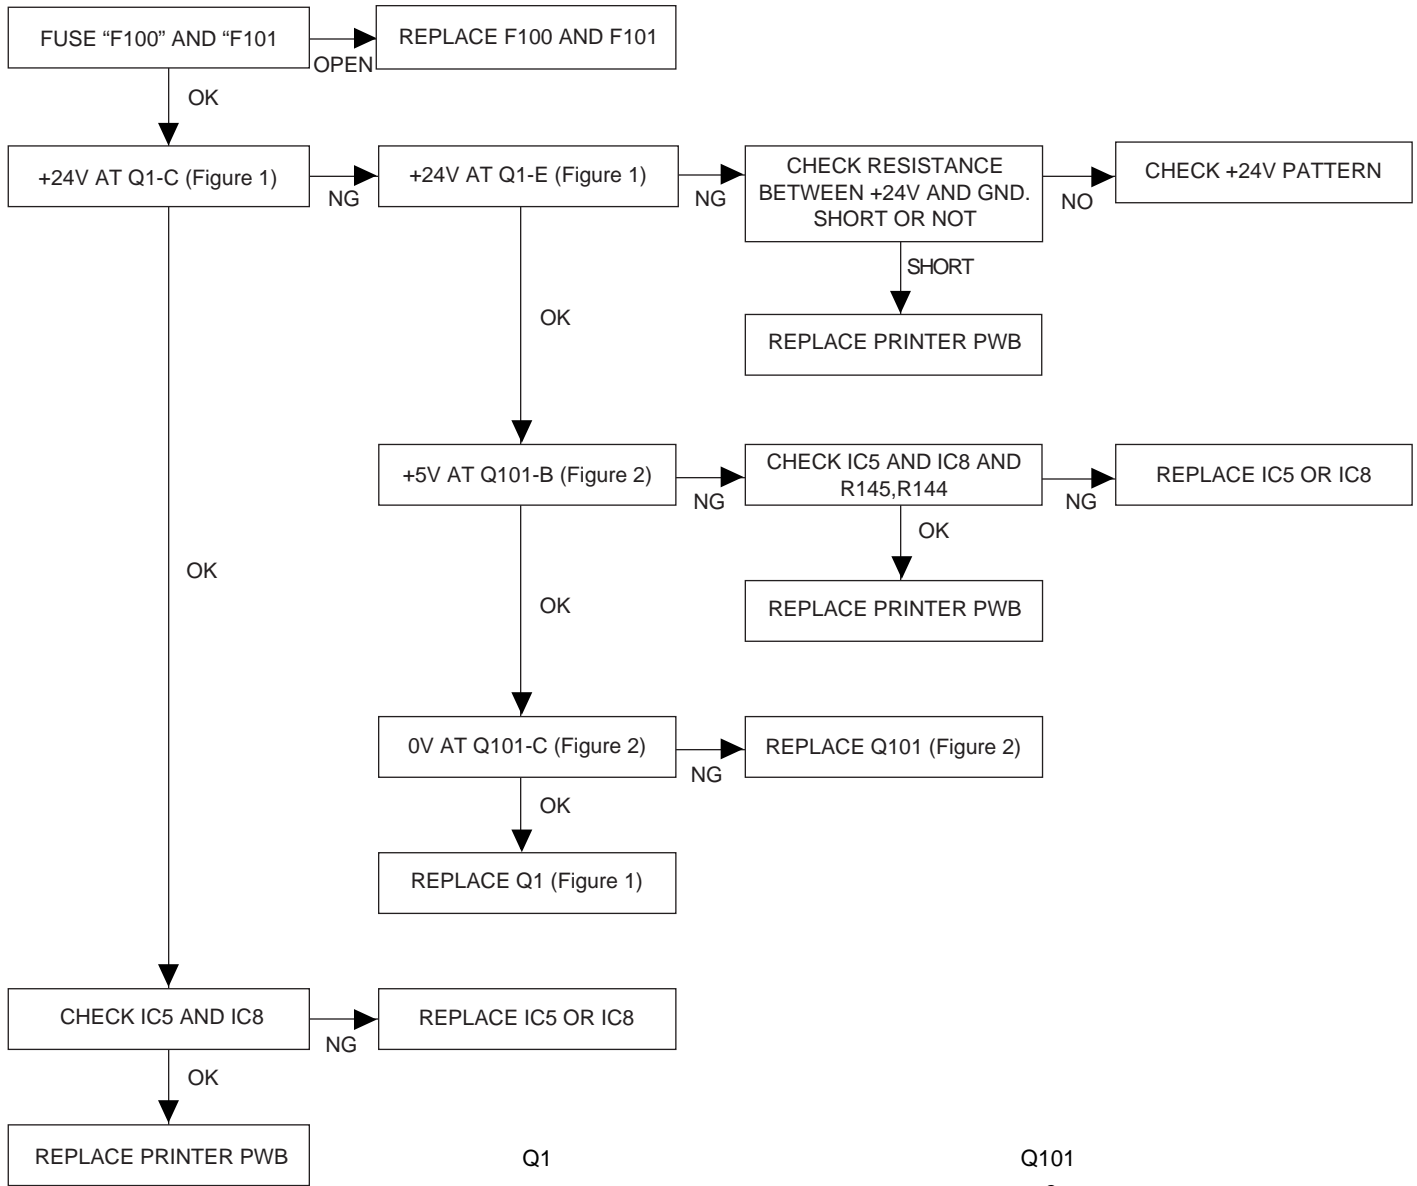 FUSE “F100” AND “F101
OPEN
REPLACE F100 AND F101
OK
+24V AT Q1-C (Figure 1)
NG
+24V AT Q1-E (Figure 1)
NG
CHECK RESISTANCE
BETWEEN +24V AND GND.
SHORT OR NOT
NO
CHECK +24V PATTERN
SHORT
REPLACE PRINTER PWB
OK
+5V AT Q101-B (Figure 2)
NG
CHECK IC5 AND IC8 AND
R145,R144
NG
REPLACE IC5 OR IC8
OK
REPLACE PRINTER PWB
OK
OK
0V AT Q101-C (Figure 2)
NG
REPLACE Q101 (Figure 2)
OK
REPLACE Q1 (Figure 1)
CHECK IC5 AND IC8
NG
REPLACE IC5 OR IC8
OK
REPLACE PRINTER PWB
Q1
Q101